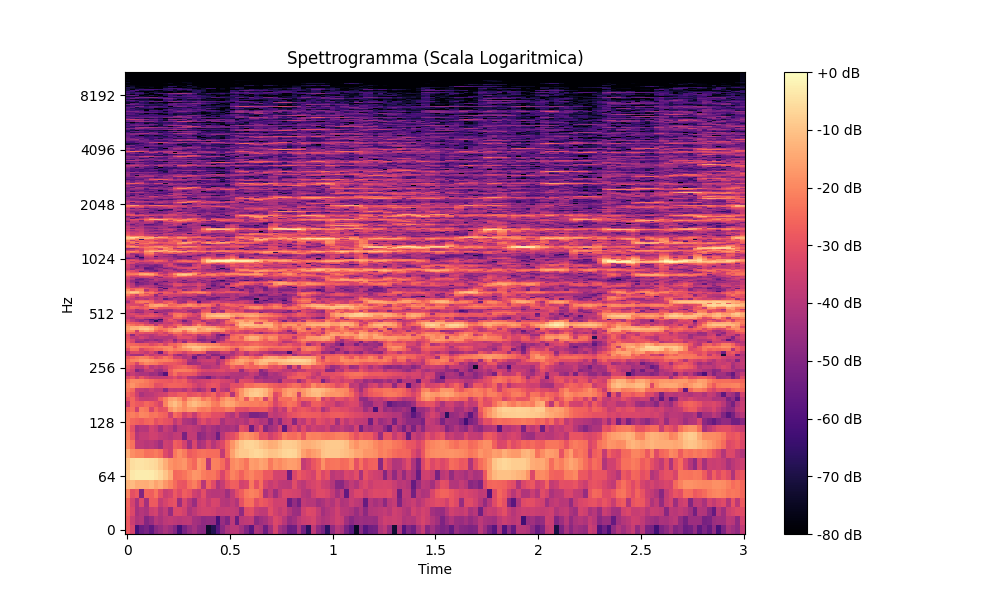 Spettrogramma (Scala Logaritmica)
Hz
8192
4096
2048
1024
512
256
128
64
0
0 0.5 1 1.5 2 2.5 3
Time
+0 dB
-10 dB
-20 dB
-30 dB
-40 dB
-50 dB
-60 dB
-70 dB
-80 dB